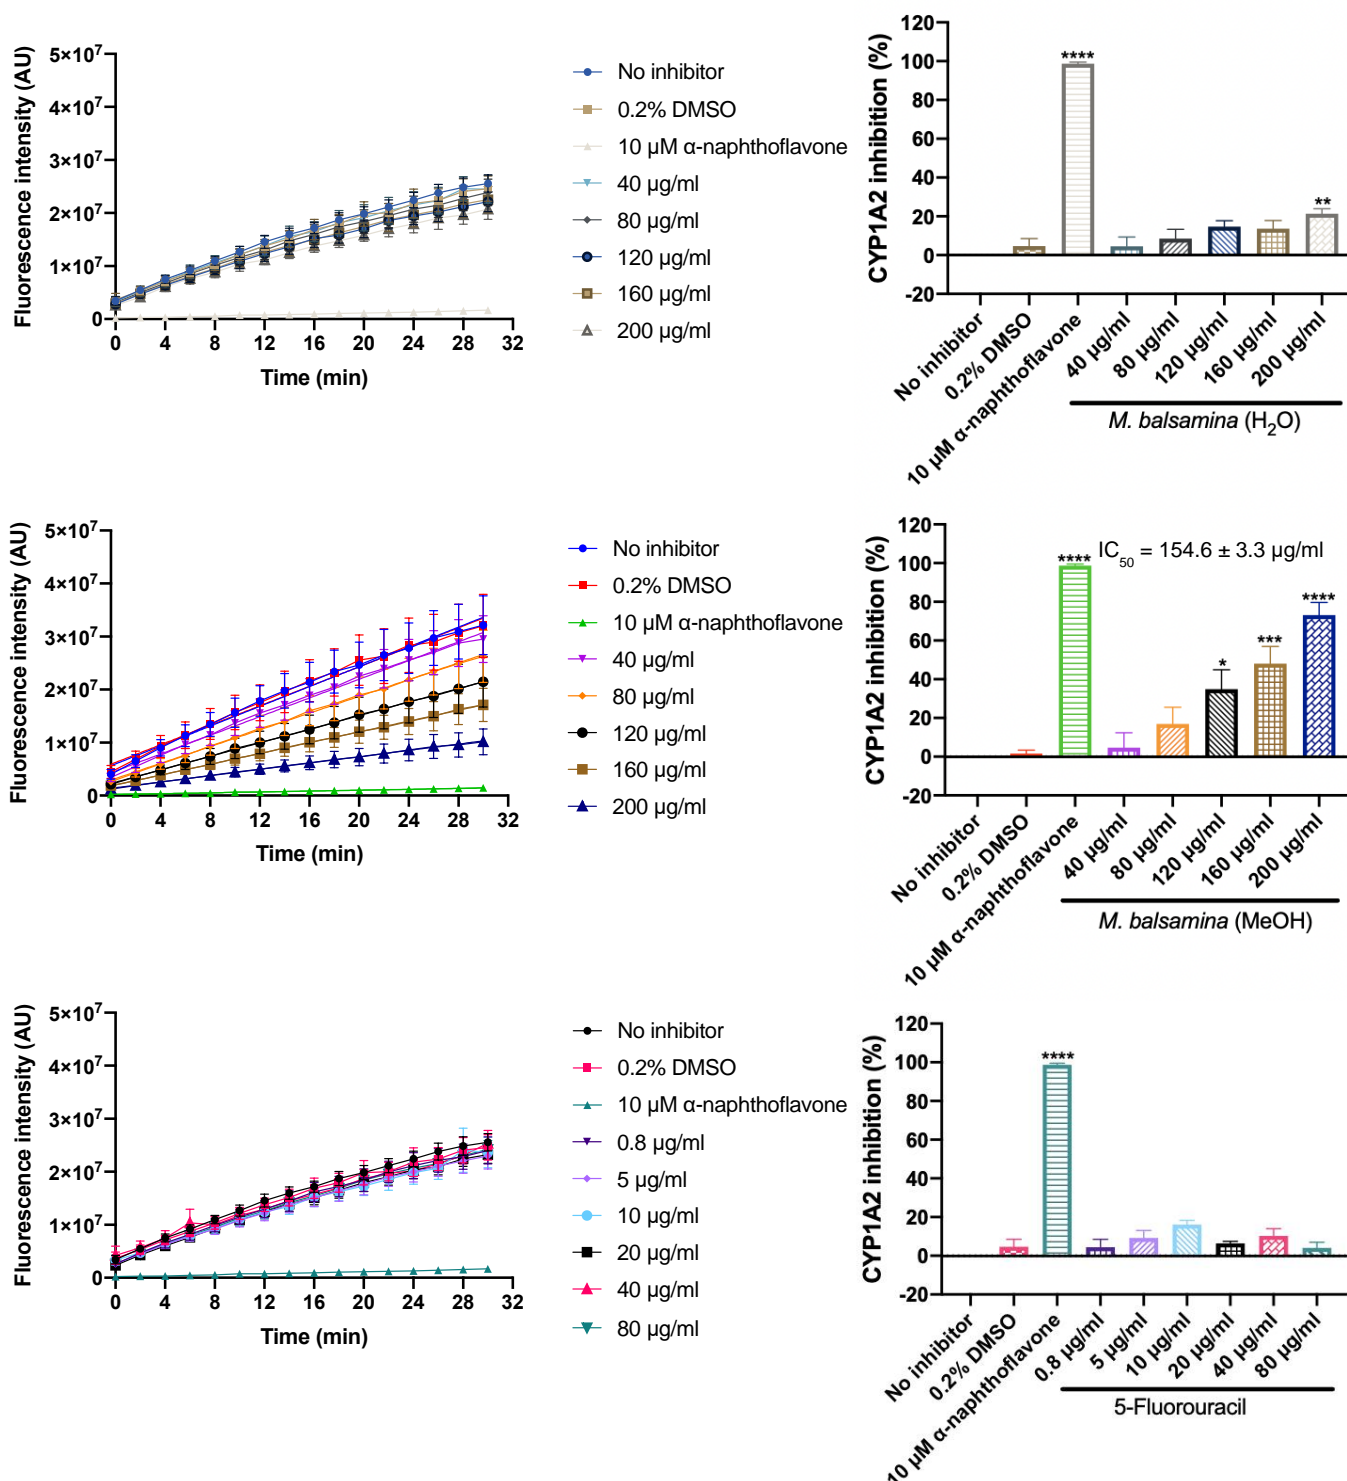 Fluorescence intensity (AU)
5×10⁷
4×10⁷
3×10⁷
2×10⁷
1×10⁷
0
0 4 8 12 16 20 24 28 32
Time (min)
No inhibitor
0.2% DMSO
10 µM α-naphthoflavone
40 µg/ml
80 µg/ml
120 µg/ml
160 µg/ml
200 µg/ml
CYP1A2 inhibition (%)
120
100
80
60
40
20
0
-20
****
**
No inhibitor
0.2% DMSO
10 µM α-naphthoflavone
40 µg/ml
80 µg/ml
120 µg/ml
160 µg/ml
200 µg/ml
M. balsamina (H₂O)
Fluorescence intensity (AU)
5×10⁷
4×10⁷
3×10⁷
2×10⁷
1×10⁷
0
0 4 8 12 16 20 24 28 32
Time (min)
No inhibitor
0.2% DMSO
10 µM α-naphthoflavone
40 µg/ml
80 µg/ml
120 µg/ml
160 µg/ml
200 µg/ml
CYP1A2 inhibition (%)
120
100
80
60
40
20
0
-20
IC₅₀ = 154.6 ± 3.3 µg/ml
****
*
***
****
No inhibitor
0.2% DMSO
10 µM α-naphthoflavone
40 µg/ml
80 µg/ml
120 µg/ml
160 µg/ml
200 µg/ml
M. balsamina (MeOH)
Fluorescence intensity (AU)
5×10⁷
4×10⁷
3×10⁷
2×10⁷
1×10⁷
0
0 4 8 12 16 20 24 28 32
Time (min)
No inhibitor
0.2% DMSO
10 µM α-naphthoflavone
0.8 µg/ml
5 µg/ml
10 µg/ml
20 µg/ml
40 µg/ml
80 µg/ml
CYP1A2 inhibition (%)
120
100
80
60
40
20
0
-20
****
No inhibitor
0.2% DMSO
10 µM α-naphthoflavone
0.8 µg/ml
5 µg/ml
10 µg/ml
20 µg/ml
40 µg/ml
80 µg/ml
5-Fluorouracil